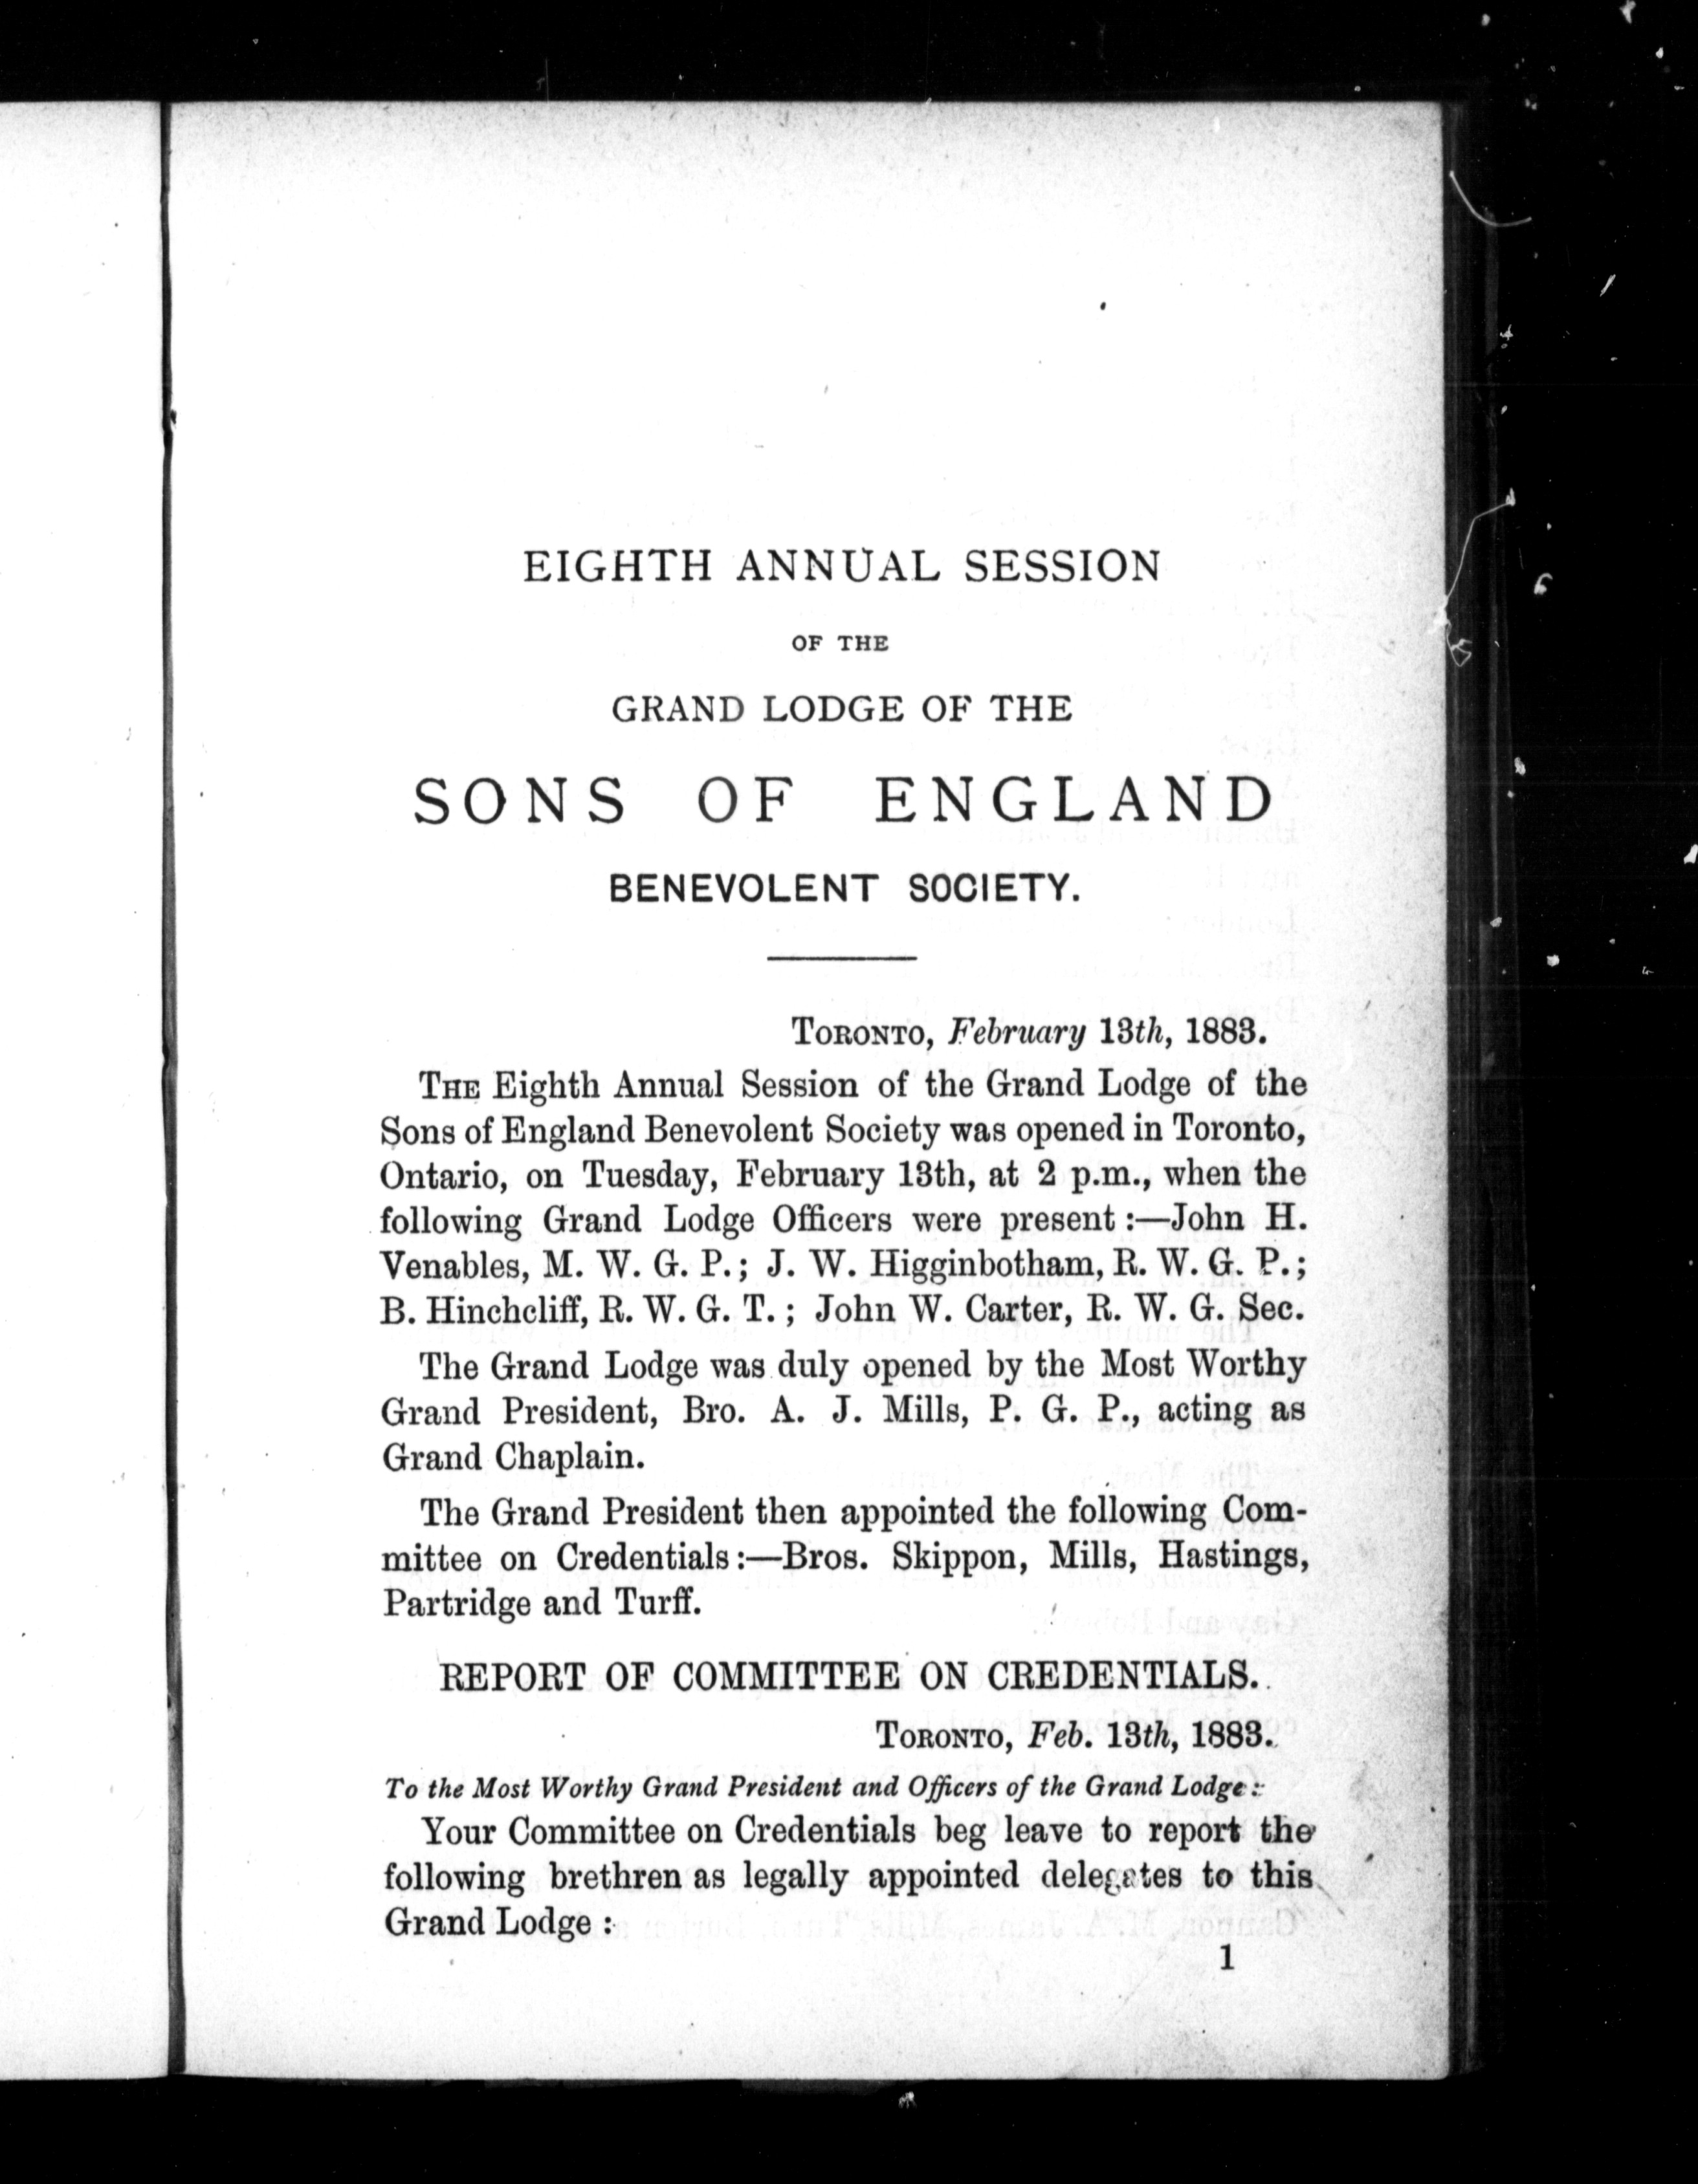 EIGHTH ANNUAL SESSION
OF THE
GRAND LODGE OF THE
SONS OF ENGLAND
BENEVOLENT SOCIETY.
TORONTO, February 13th, 1883.
THE Eighth Annual Session of the Grand Lodge of the
Sons of England Benevolent Society was opened in Toronto,
Ontario, on Tuesday, February 13th, at 2 p.m., when the
following Grand Lodge Officers were present :—John H.
Venables, M. W. G. P.; J. W. Higginbotham, R. W. G. P.;
B. Hinchcliff, R. W. G. T. ; John W. Carter, R. W. G. Sec.
The Grand Lodge was duly opened by the Most Worthy
Grand President, Bro. A. J. Mills, P. G. P., acting as
Grand Chaplain.
The Grand President then appointed the following Com-
mittee on Credentials:—Bros. Skippon, Mills, Hastings,
Partridge and Turff.
REPORT OF COMMITTEE ON CREDENTIALS.
TORONTO, Feb. 13th, 1883.
To the Most Worthy Grand President and Officers of the Grand Lodge :
Your Committee on Credentials beg leave to report the
following brethren as legally appointed delegates to this
Grand Lodge :
1